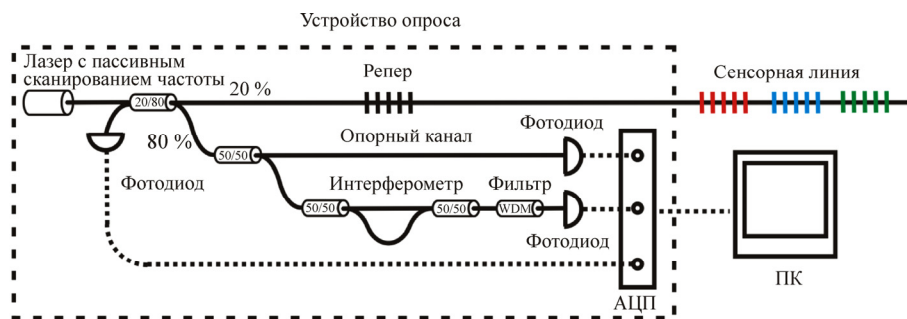 Устройство опроса
Лазер с пассивным
сканированием частоты
20/80
20 %
Репер
Сенсорная линия
80 %
50/50
Опорный канал
Фотодиод
Фотодиод
50/50
Интерферометр
50/50
Фильтр
WDM
Фотодиод
АЦП
ПК